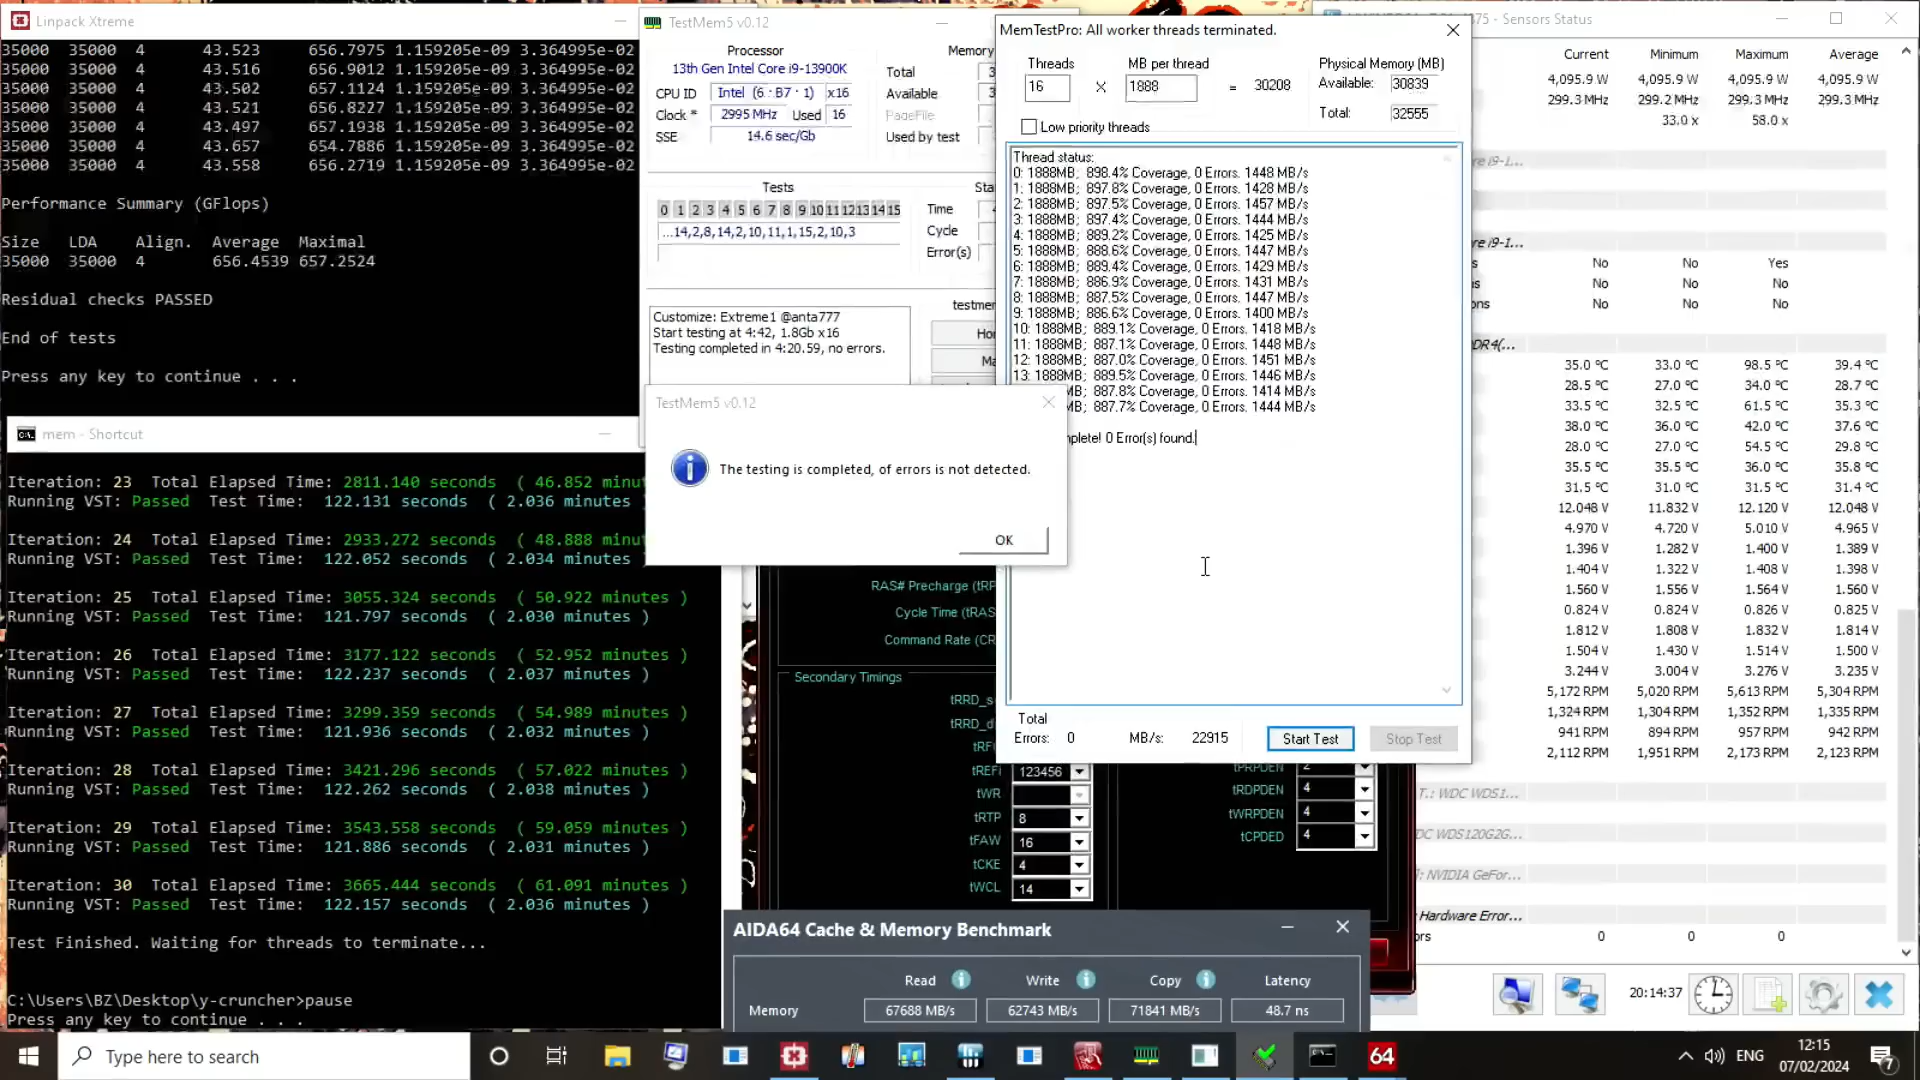 Linpack Xtreme
35000 35000 4 43.523 656.7975 1.159205e-09 3.364995e-02
35000 35000 4 43.516 656.9012 1.159205e-09 3.364995e-02
35000 35000 4 43.502 657.1124 1.159205e-09 3.364995e-02
35000 35000 4 43.521 656.8227 1.159205e-09 3.364995e-02
35000 35000 4 43.497 657.1938 1.159205e-09 3.364995e-02
35000 35000 4 43.657 654.7886 1.159205e-09 3.364995e-02
35000 35000 4 43.558 656.2719 1.159205e-09 3.364995e-02
Performance Summary (GFlops)
Size LDA Align. Average Maximal
35000 35000 4 656.4539 657.2524
Residual checks PASSED
End of tests
Press any key to continue . . .
mem - Shortcut
Iteration: 23 Total Elapsed Time: 2811.140 seconds ( 46.852 minut
Running VST: Passed Test Time: 122.131 seconds ( 2.036 minutes )
Iteration: 24 Total Elapsed Time: 2933.272 seconds ( 48.888 minut
Running VST: Passed Test Time: 122.052 seconds ( 2.034 minutes )
Iteration: 25 Total Elapsed Time: 3055.324 seconds ( 50.922 minutes )
Running VST: Passed Test Time: 121.797 seconds ( 2.030 minutes )
Iteration: 26 Total Elapsed Time: 3177.122 seconds ( 52.952 minutes )
Running VST: Passed Test Time: 122.237 seconds ( 2.037 minutes )
Iteration: 27 Total Elapsed Time: 3299.359 seconds ( 54.989 minutes )
Running VST: Passed Test Time: 121.936 seconds ( 2.032 minutes )
Iteration: 28 Total Elapsed Time: 3421.296 seconds ( 57.022 minutes )
Running VST: Passed Test Time: 122.262 seconds ( 2.038 minutes )
Iteration: 29 Total Elapsed Time: 3543.558 seconds ( 59.059 minutes )
Running VST: Passed Test Time: 121.886 seconds ( 2.031 minutes )
Iteration: 30 Total Elapsed Time: 3665.444 seconds ( 61.091 minutes )
Running VST: Passed Test Time: 122.157 seconds ( 2.036 minutes )
Test Finished. Waiting for threads to terminate...
C:\Users\BZ\Desktop\y-cruncher>pause
Press any key to continue . . .
TestMem5 v0.12
Processor Memory
13th Gen Intel Core i9-13900K
CPU ID Intel (6 : B7 : 1) x16
Clock * 2995 MHz Used 16
SSE 14.6 sec/Gb
Total 3
Available 3
PageFile
Used by test
Tests Sta
0 1 2 3 4 5 6 7 8 9 10 11 12 13 14 15
...14,2,8,14,2,10,11,1,15,2,10,3
Time
Cycle
Error(s)
testmem
Customize: Extreme1 @anta777
Start testing at 4:42, 1.8Gb x16
Testing completed in 4:20.59, no errors.
Hor
Ma
TestMem5 v0.12
The testing is completed, of errors is not detected.
OK
MemTestPro: All worker threads terminated.
Threads MB per thread Physical Memory (MB)
16 X 1888 = 30208
Available: 30839
Total: 32555
Low priority threads
Thread status:
0: 1888MB; 898.4% Coverage, 0 Errors. 1448 MB/s
1: 1888MB; 897.8% Coverage, 0 Errors. 1428 MB/s
2: 1888MB; 897.5% Coverage, 0 Errors. 1457 MB/s
3: 1888MB; 897.4% Coverage, 0 Errors. 1444 MB/s
4: 1888MB; 889.2% Coverage, 0 Errors. 1425 MB/s
5: 1888MB; 888.6% Coverage, 0 Errors. 1447 MB/s
6: 1888MB; 889.4% Coverage, 0 Errors. 1429 MB/s
7: 1888MB; 886.9% Coverage, 0 Errors. 1431 MB/s
8: 1888MB; 887.5% Coverage, 0 Errors. 1447 MB/s
9: 1888MB; 886.6% Coverage, 0 Errors. 1400 MB/s
10: 1888MB; 889.1% Coverage, 0 Errors. 1418 MB/s
11: 1888MB; 887.1% Coverage, 0 Errors. 1448 MB/s
12: 1888MB; 887.0% Coverage, 0 Errors. 1451 MB/s
13: 1888MB; 889.5% Coverage, 0 Errors. 1446 MB/s
MB; 887.8% Coverage, 0 Errors. 1414 MB/s
MB; 887.7% Coverage, 0 Errors. 1444 MB/s
nplete! 0 Error(s) found.
Total
Errors: 0 MB/s: 22915
Start Test Stop Test
RAS# Precharge (tRP
Cycle Time (tRAS
Command Rate (CR
Secondary Timings
tRRD_s
tRRD_d
tRF
tREFi 123456
tWR
tRTP 8
tFAW 16
tCKE 4
tWCL 14
tPRPDEN 2
tRDPDEN 4
tWRPDEN 4
tCPDED 4
AIDA64 Cache & Memory Benchmark
Read Write Copy Latency
Memory 67688 MB/s 62743 MB/s 71841 MB/s 48.7 ns
75 - Sensors Status
Current Minimum Maximum Average
4,095.9 W 4,095.9 W 4,095.9 W 4,095.9 W
299.3 MHz 299.2 MHz 299.3 MHz 299.3 MHz
33.0 x 58.0 x
re i9-1...
re i9-1...
s No No Yes
s No No No
ons No No No
DR4(...
35.0 °C 33.0 °C 98.5 °C 39.4 °C
28.5 °C 27.0 °C 34.0 °C 28.7 °C
33.5 °C 32.5 °C 61.5 °C 35.3 °C
38.0 °C 36.0 °C 42.0 °C 37.6 °C
28.0 °C 27.0 °C 54.5 °C 29.8 °C
35.5 °C 35.5 °C 36.0 °C 35.8 °C
31.5 °C 31.0 °C 31.5 °C 31.4 °C
12.048 V 11.832 V 12.120 V 12.048 V
4.970 V 4.720 V 5.010 V 4.965 V
1.396 V 1.282 V 1.400 V 1.389 V
1.404 V 1.322 V 1.408 V 1.398 V
1.560 V 1.556 V 1.564 V 1.560 V
0.824 V 0.824 V 0.826 V 0.825 V
1.812 V 1.808 V 1.832 V 1.814 V
1.504 V 1.430 V 1.514 V 1.500 V
3.244 V 3.004 V 3.276 V 3.235 V
5,172 RPM 5,020 RPM 5,613 RPM 5,304 RPM
1,324 RPM 1,304 RPM 1,352 RPM 1,335 RPM
941 RPM 894 RPM 957 RPM 942 RPM
2,112 RPM 1,951 RPM 2,173 RPM 2,123 RPM
T.: WDC WDS1...
DC WDS120G2G...
]: NVIDIA GeFor...
Hardware Error...
ors 0 0 0
20:14:37
Type here to search
64
ENG
12:15
07/02/2024
7